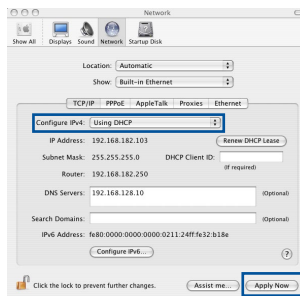 Network
Show All Displays Sound Network Startup Disk
Location: Automatic
Show: Built-in Ethernet
TCP/IP PPPoE AppleTalk Proxies Ethernet
Configure IPv4: Using DHCP
IP Address: 192.168.182.103 Renew DHCP Lease
Subnet Mask: 255.255.255.0 DHCP Client ID:
(If required)
Router: 192.168.182.250
DNS Servers: 192.168.128.10 (Optional)
Search Domains: (Optional)
IPv6 Address: fe80:0000:0000:0000:0211:24ff:fe32:b18e
Configure IPv6... ?
Click the lock to prevent further changes. Assist me... Apply Now